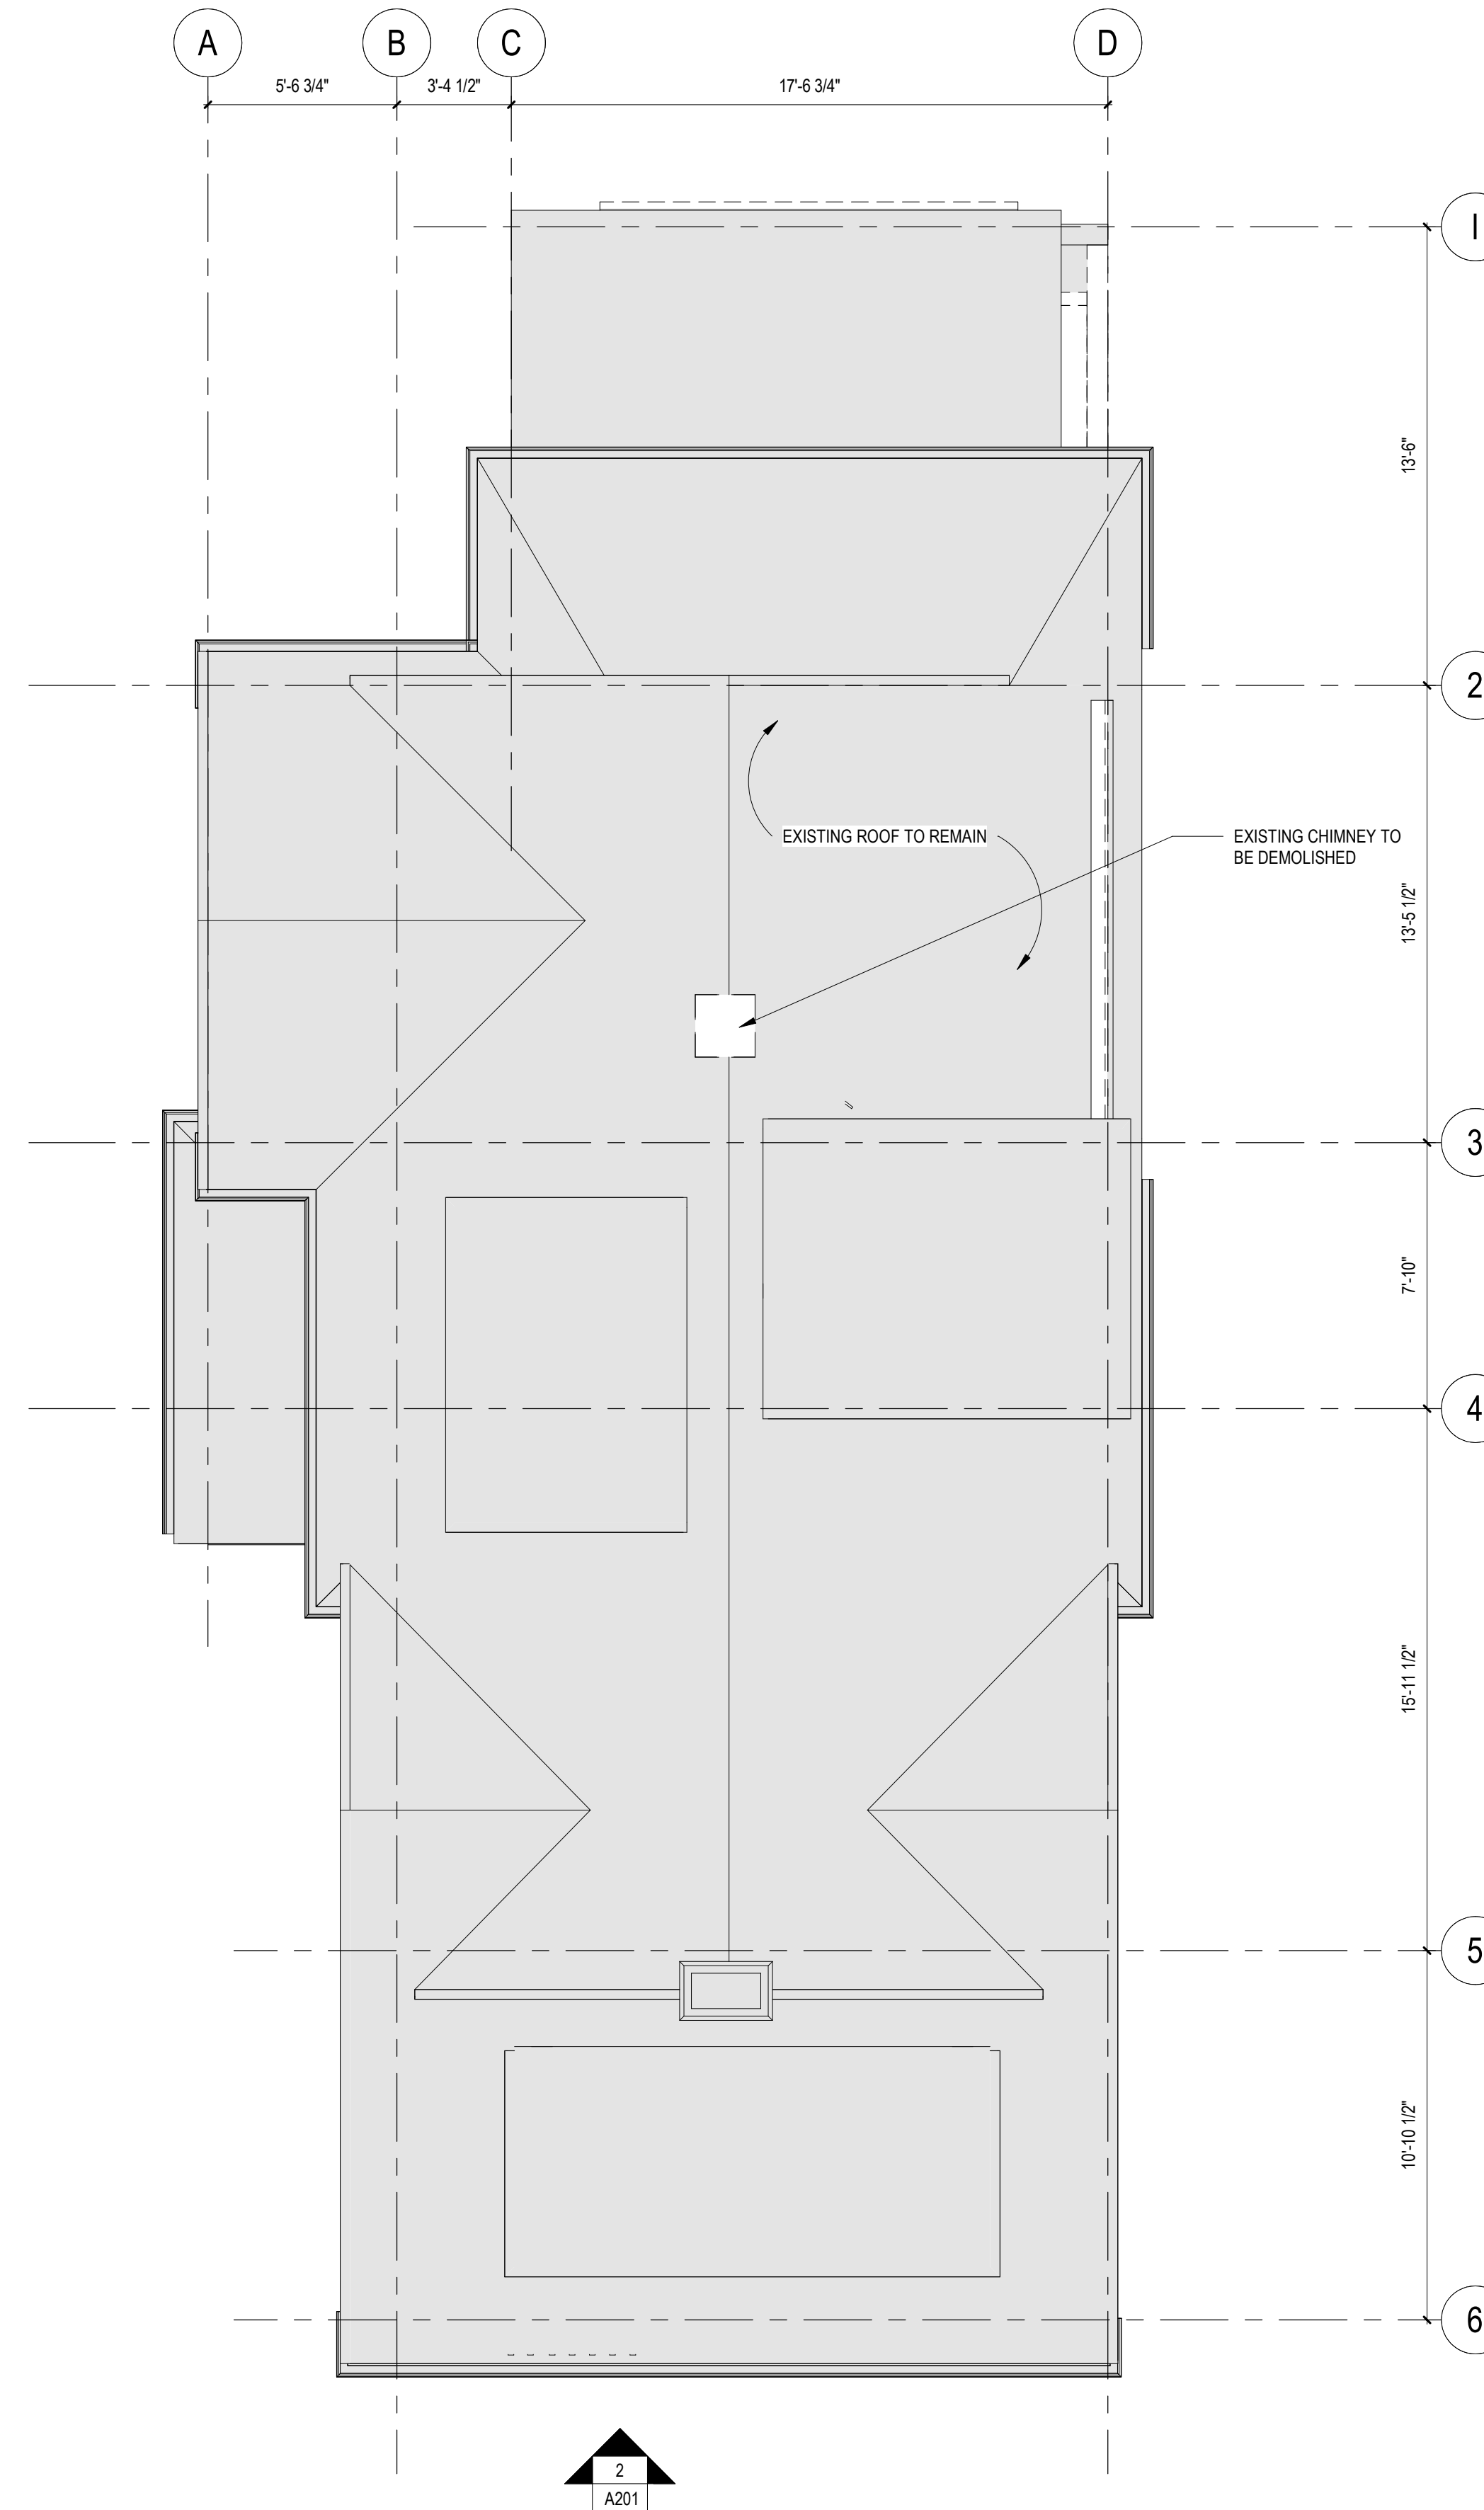 A
B
C
D
5'-6 3/4"
3'-4 1/2"
17'-6 3/4"
1
13'-6"
2
EXISTING ROOF TO REMAIN
EXISTING CHIMNEY TO
BE DEMOLISHED
13'-5 1/2"
3
7'-10"
4
15'-11 1/2"
5
10'-10 1/2"
6
2
A201